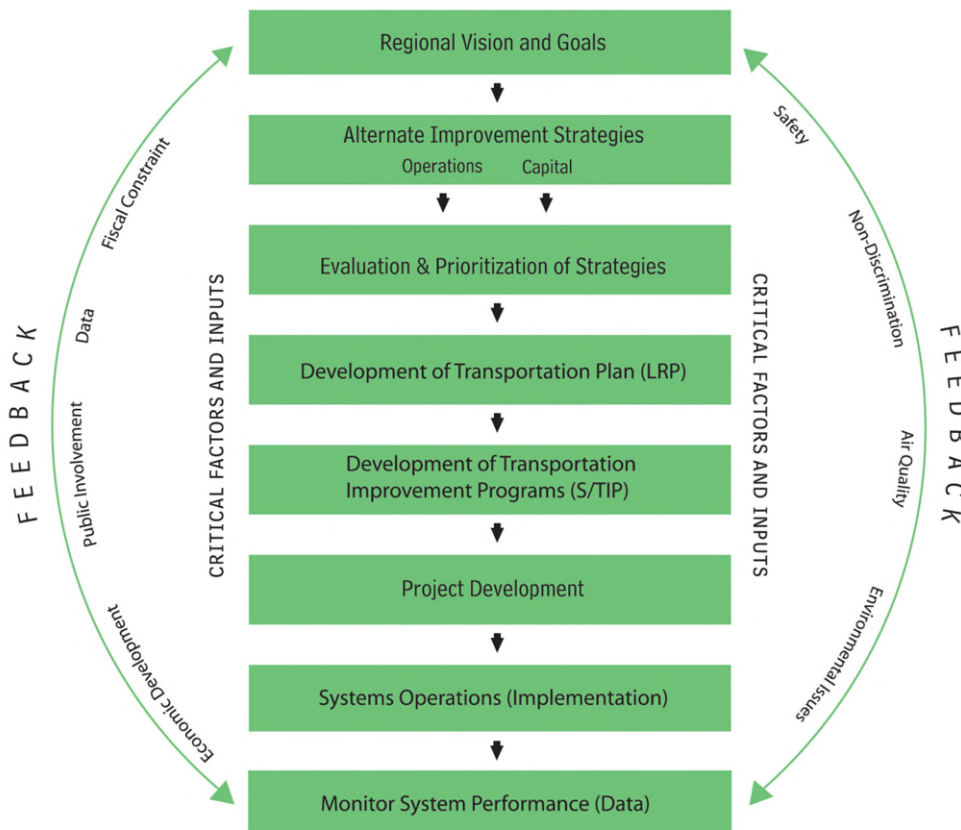 Regional Vision and Goals
Alternate Improvement Strategies
Operations Capital
Evaluation & Prioritization of Strategies
Development of Transportation Plan (LRP)
Development of Transportation
Improvement Programs (S/TIP)
Project Development
Systems Operations (Implementation)
Monitor System Performance (Data)
FEEDBACK
Fiscal Constraint
Data
Public Involvement
Economic Development
CRITICAL FACTORS AND INPUTS
CRITICAL FACTORS AND INPUTS
Safety
Non-Discrimination
Air Quality
Environmental Issues
FEEDBACK